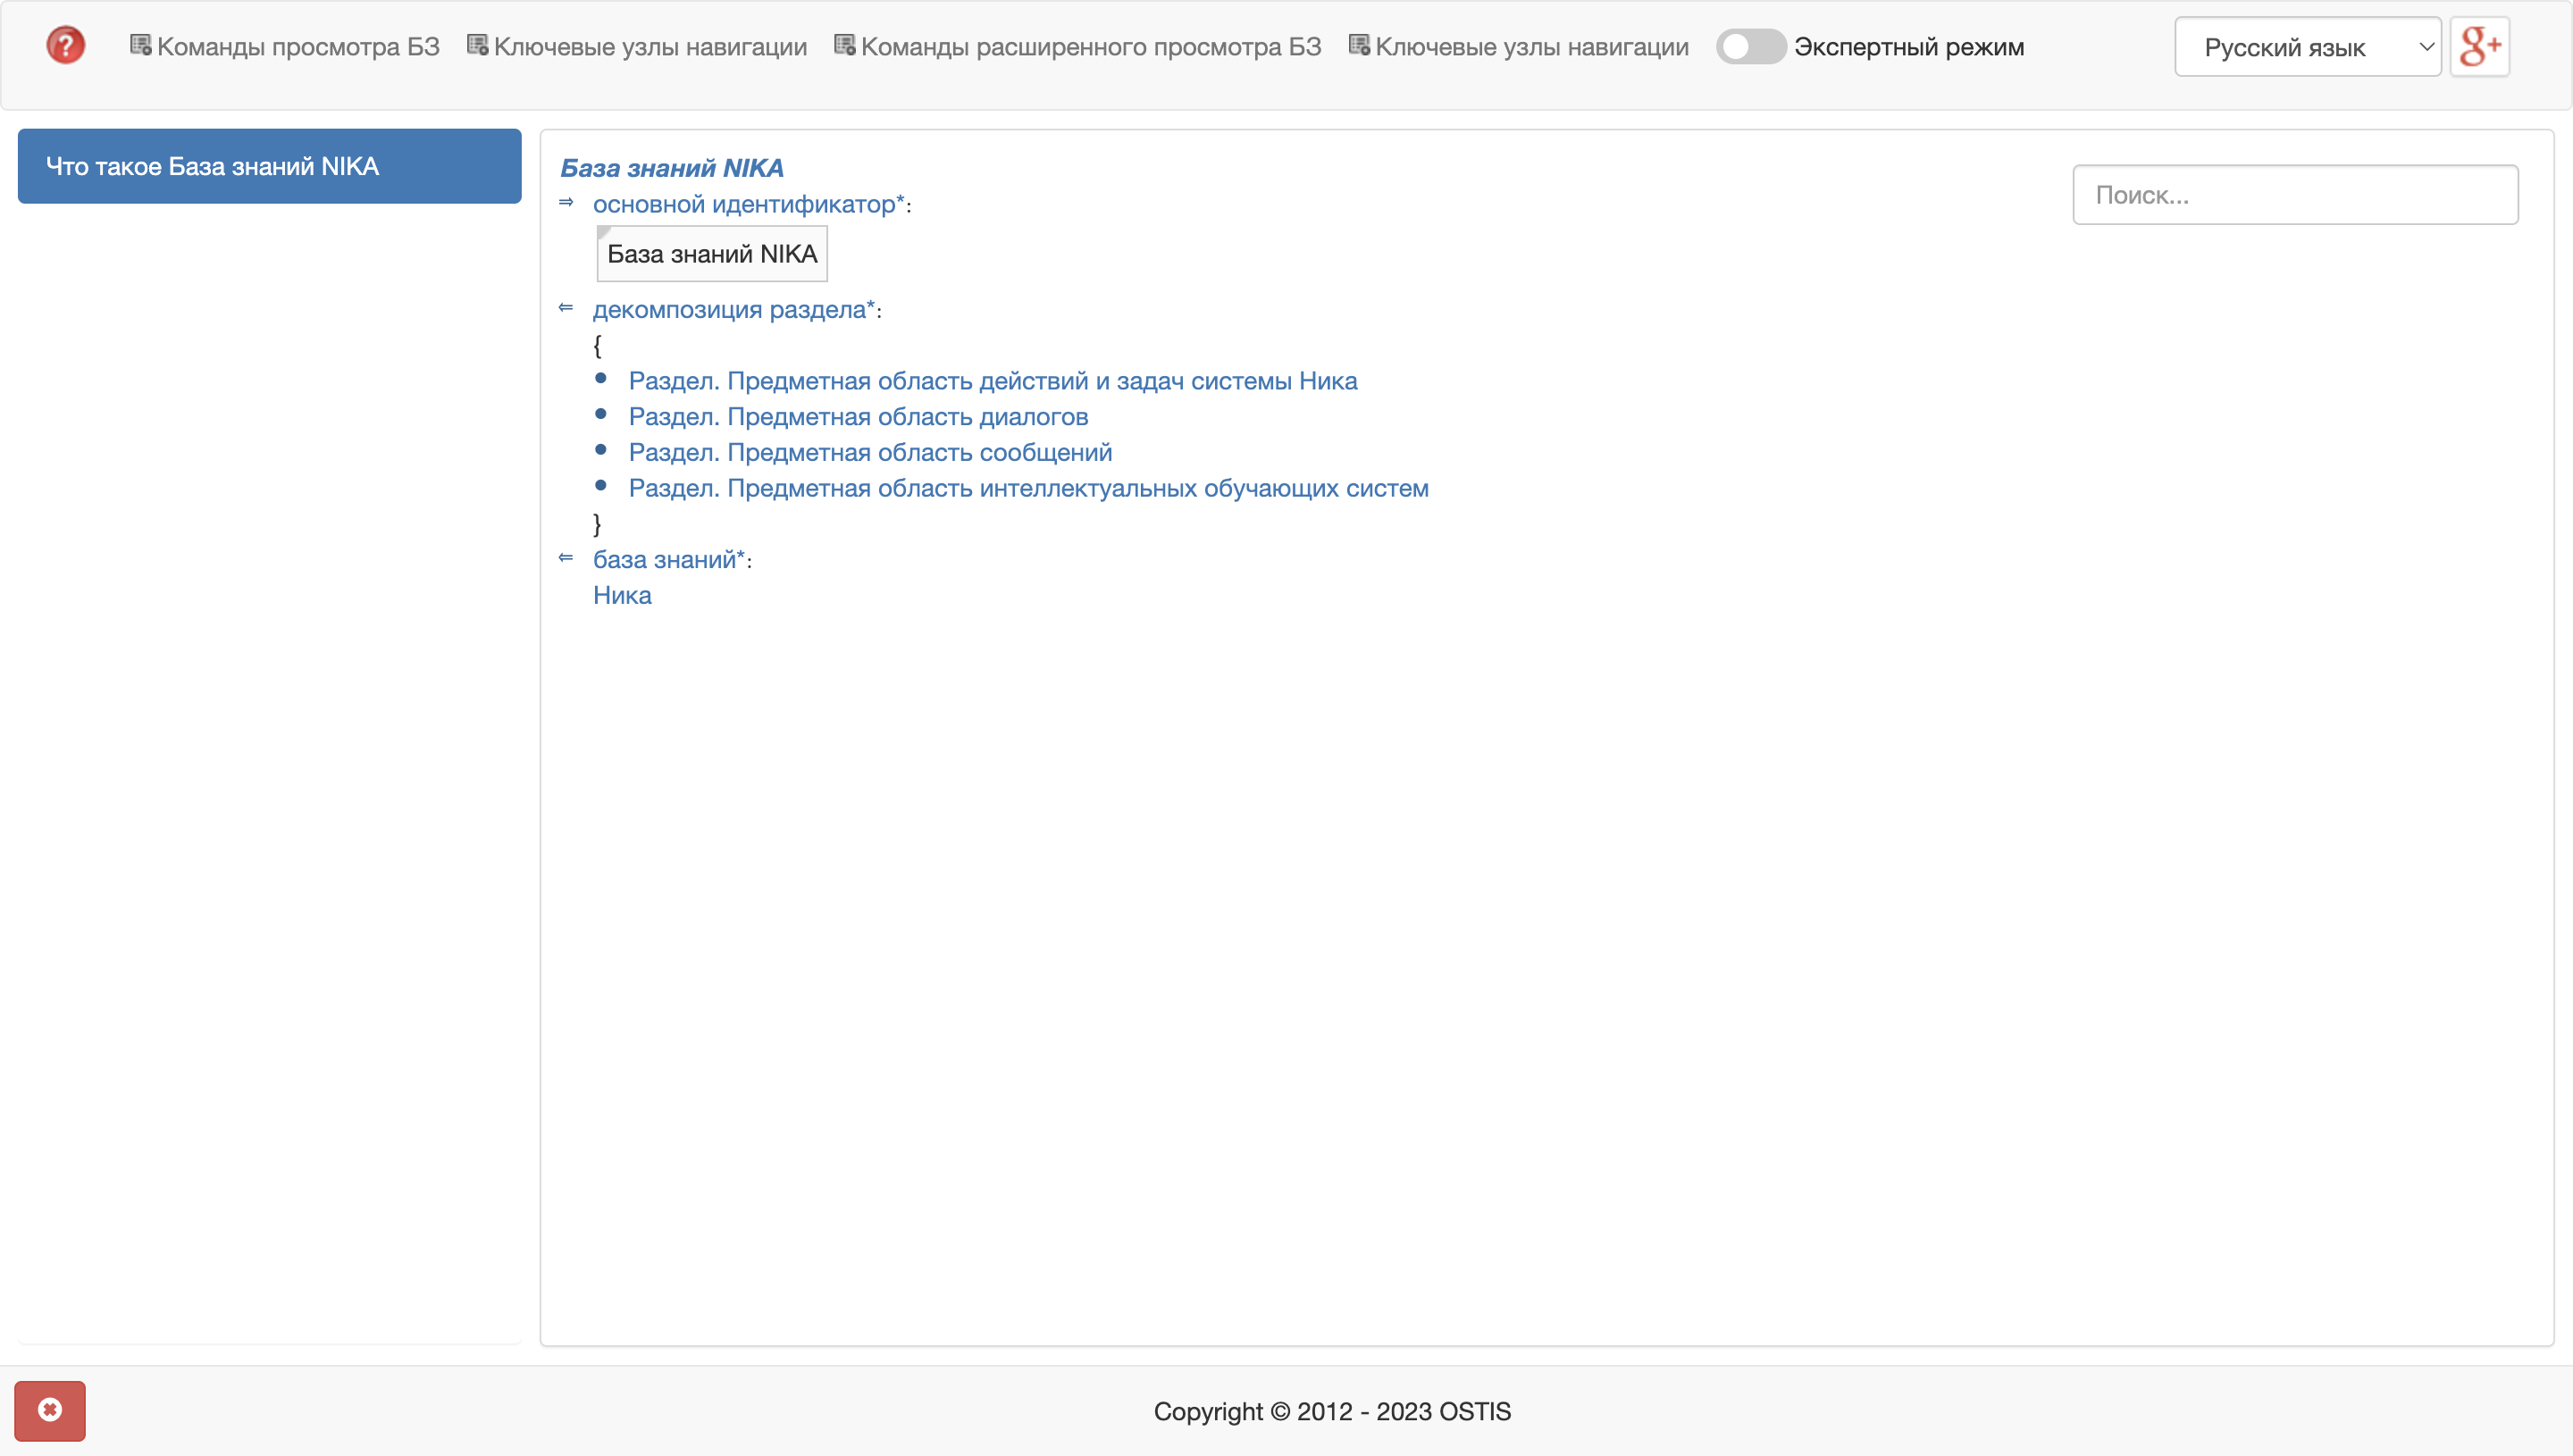 Команды просмотра БЗ Ключевые узлы навигации Команды расширенного просмотра БЗ Ключевые узлы навигации Экспертный режим Русский язык g+
Что такое База знаний NIKA
База знаний NIKA
Поиск...
⇒ основной идентификатор*:
База знаний NIKA
⇐ декомпозиция раздела*:
{
• Раздел. Предметная область действий и задач системы Ника
• Раздел. Предметная область диалогов
• Раздел. Предметная область сообщений
• Раздел. Предметная область интеллектуальных обучающих систем
}
⇐ база знаний*:
Ника
Copyright © 2012 - 2023 OSTIS